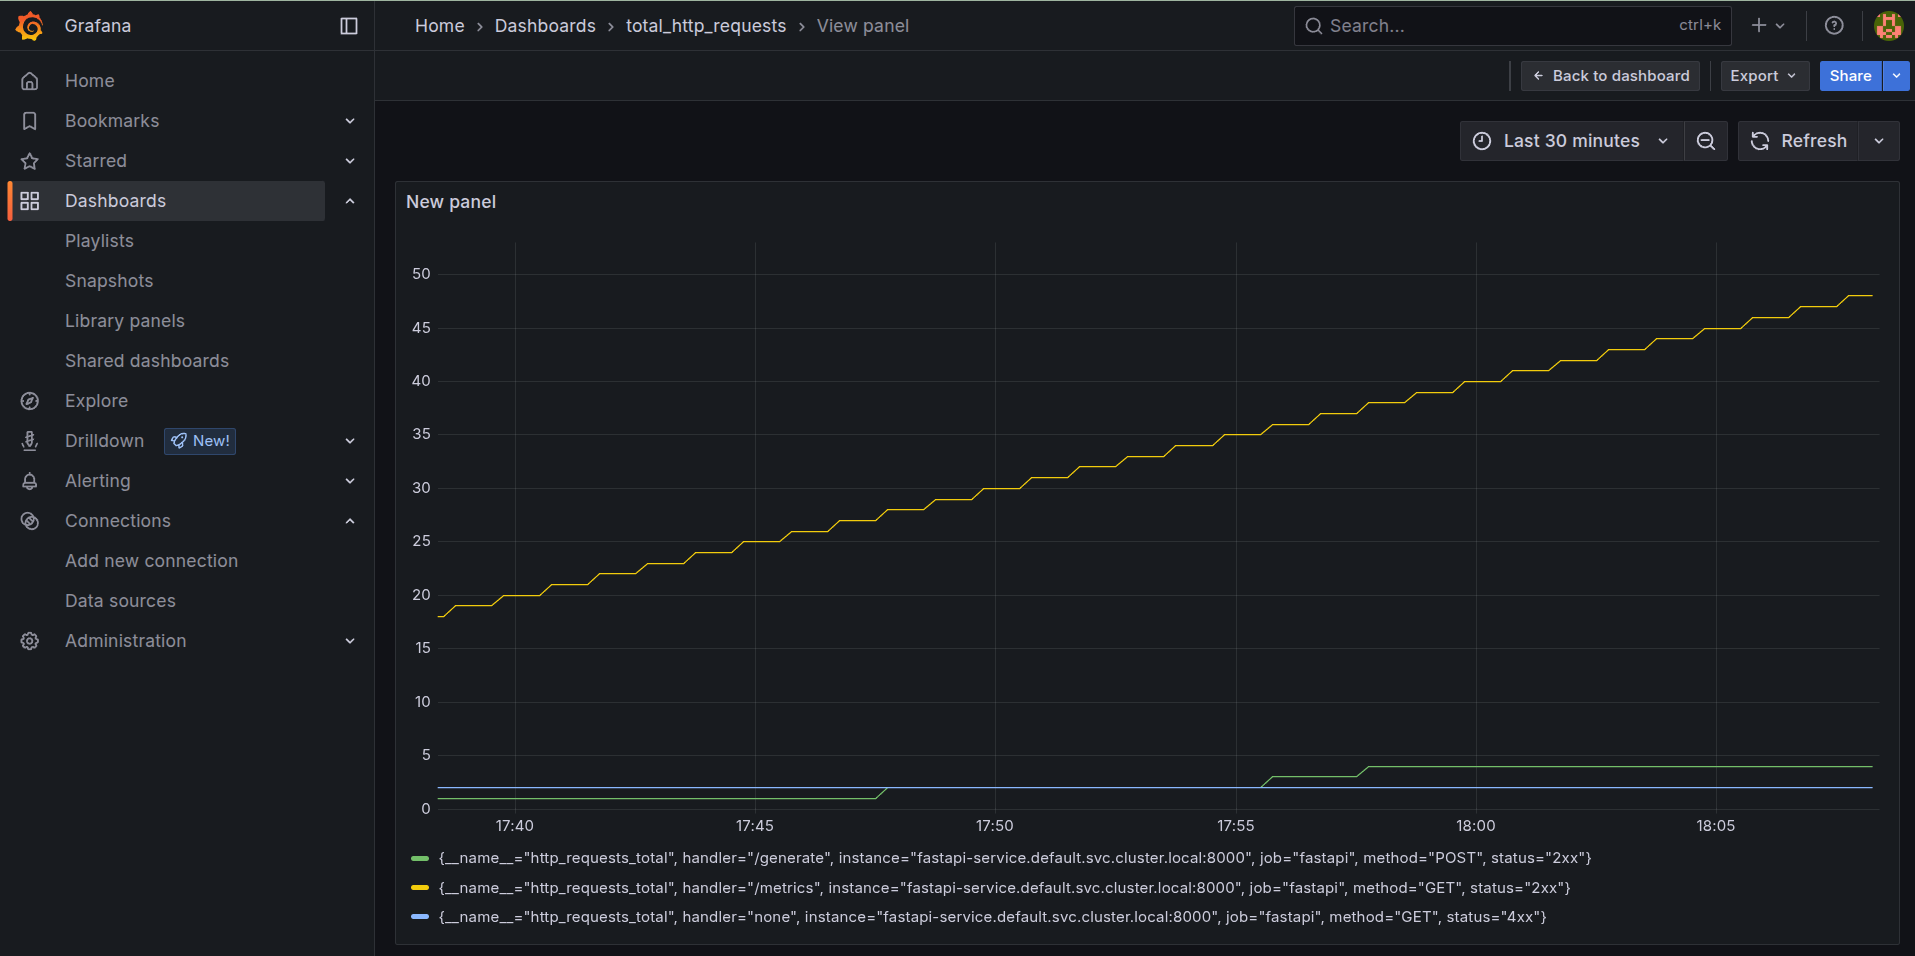 Grafana
Home › Dashboards › total_http_requests › View panel
Search...
ctrl+k
Back to dashboard
Export
Share
Home
Bookmarks
Starred
Dashboards
Playlists
Snapshots
Library panels
Shared dashboards
Explore
Drilldown
New!
Alerting
Connections
Add new connection
Data sources
Administration
Last 30 minutes
Refresh
New panel
50
45
40
35
30
25
20
15
10
5
0
17:40 17:45 17:50 17:55 18:00 18:05
{__name__="http_requests_total", handler="/generate", instance="fastapi-service.default.svc.cluster.local:8000", job="fastapi", method="POST", status="2xx"}
{__name__="http_requests_total", handler="/metrics", instance="fastapi-service.default.svc.cluster.local:8000", job="fastapi", method="GET", status="2xx"}
{__name__="http_requests_total", handler="none", instance="fastapi-service.default.svc.cluster.local:8000", job="fastapi", method="GET", status="4xx"}